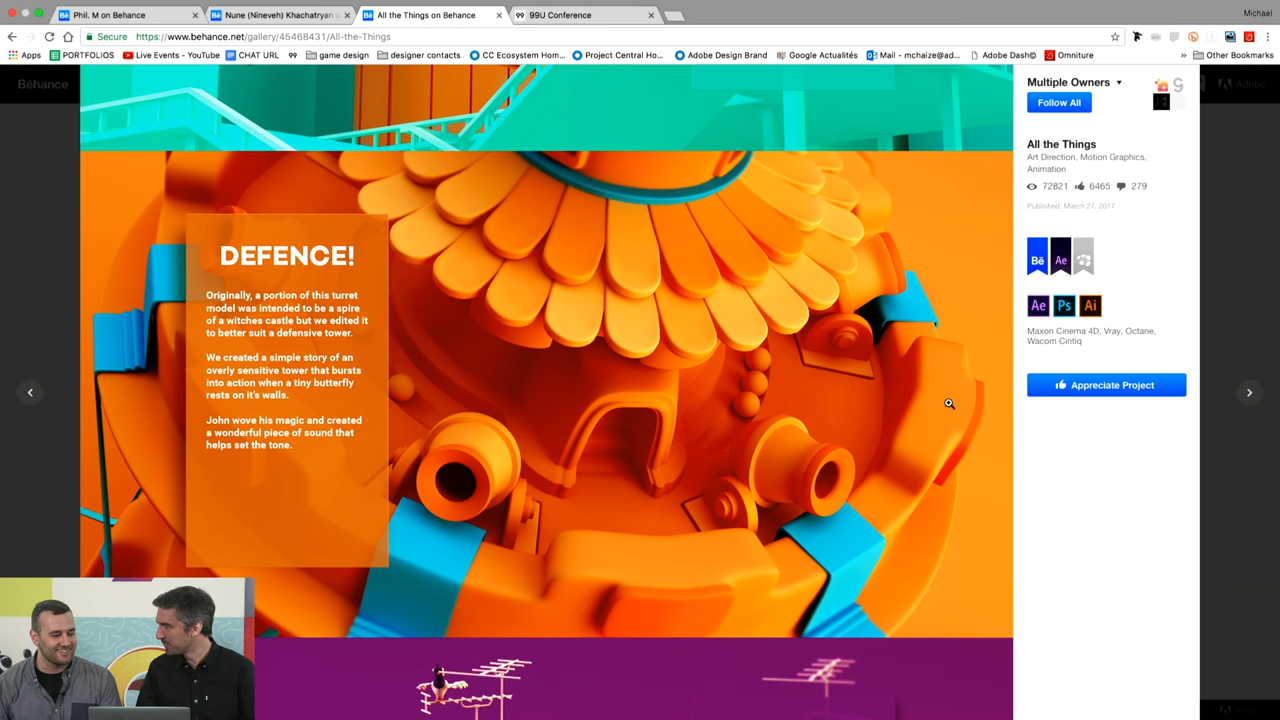 Phil. M on Behance
Nune (Nineveh) Khachatryan
All the Things on Behance
99 99U Conference
Michael
Secure https://www.behance.net/gallery/45468431/All-the-Things
Apps PORTFOLIOS Live Events - YouTube CHAT URL 99 game design designer contacts CC Ecosystem Hom... Project Central Ho... Adobe Design Brand Google Actualités Mail - mchaize@ad... Adobe Dash© Omniture » Other Bookmarks
Bēhance
Adobe
Multiple Owners
Follow All
All the Things
Art Direction, Motion Graphics,
Animation
72821 6465 279
Published: March 27, 2017
Bē Ae
Ae Ps Ai
Maxon Cinema 4D, Vray, Octane,
Wacom Cintiq
Appreciate Project
DEFENCE!
Originally, a portion of this turret
model was intended to be a spire
of a witches castle but we edited it
to better suit a defensive tower.
We created a simple story of an
overly sensitive tower that bursts
into action when a tiny butterfly
rests on it's walls.
John wove his magic and created
a wonderful piece of sound that
helps set the tone.